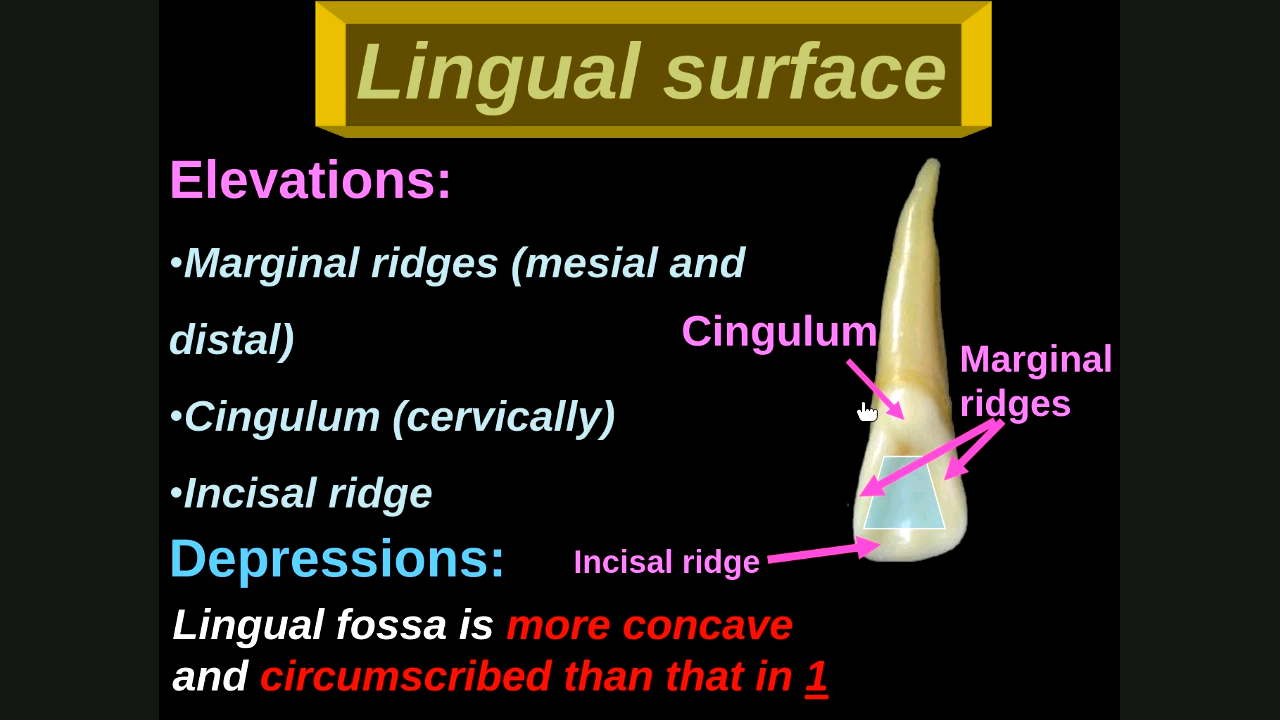 Lingual surface
Elevations:
•Marginal ridges (mesial and
distal)
Cingulum
Marginal
ridges
•Cingulum (cervically)
•Incisal ridge
Depressions:
Incisal ridge
Lingual fossa is more concave
and circumscribed than that in 1